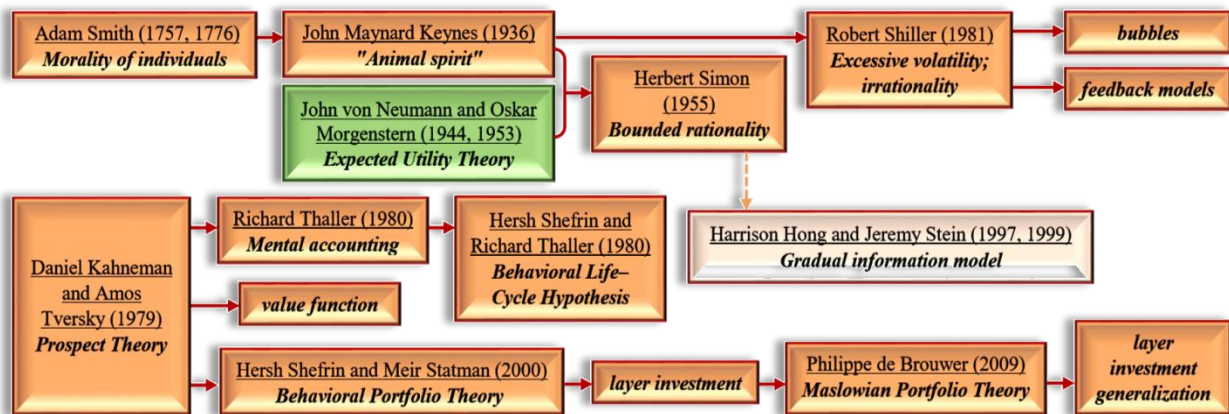 Adam Smith (1757, 1776)
Morality of individuals
John Maynard Keynes (1936)
"Animal spirit"
Robert Shiller (1981)
Excessive volatility;
irrationality
bubbles
feedback models
Herbert Simon
(1955)
Bounded rationality
John von Neumann and Oskar
Morgenstern (1944, 1953)
Expected Utility Theory
Richard Thaller (1980)
Mental accounting
Hersh Shefrin and
Richard Thaller (1980)
Behavioral Life–
Cycle Hypothesis
Harrison Hong and Jeremy Stein (1997, 1999)
Gradual information model
Daniel Kahneman
and Amos
Tversky (1979)
Prospect Theory
value function
Hersh Shefrin and Meir Statman (2000)
Behavioral Portfolio Theory
layer investment
Philippe de Brouwer (2009)
Maslowian Portfolio Theory
layer
investment
generalization